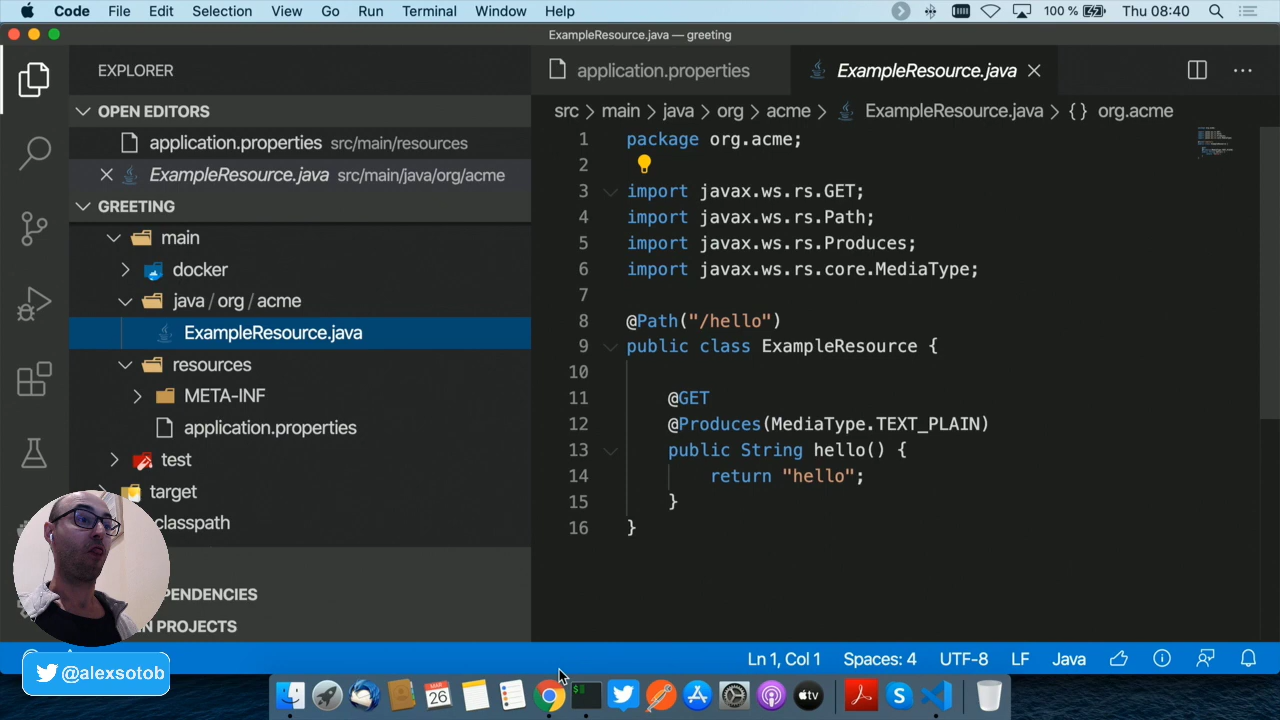 Code File Edit Selection View Go Run Terminal Window Help 100 % Thu 08:40
ExampleResource.java — greeting
EXPLORER
OPEN EDITORS
application.properties src/main/resources
ExampleResource.java src/main/java/org/acme
GREETING
main
docker
java / org / acme
ExampleResource.java
resources
META-INF
application.properties
test
target
classpath
PENDENCIES
N PROJECTS
application.properties ExampleResource.java
src > main > java > org > acme > ExampleResource.java > {} org.acme
1 package org.acme;
2
3 import javax.ws.rs.GET;
4 import javax.ws.rs.Path;
5 import javax.ws.rs.Produces;
6 import javax.ws.rs.core.MediaType;
7
8 @Path("/hello")
9 public class ExampleResource {
10
11 @GET
12 @Produces(MediaType.TEXT_PLAIN)
13 public String hello() {
14 return "hello";
15 }
16 }
Ln 1, Col 1 Spaces: 4 UTF-8 LF Java
@alexsotob
MAR
26
$
tv